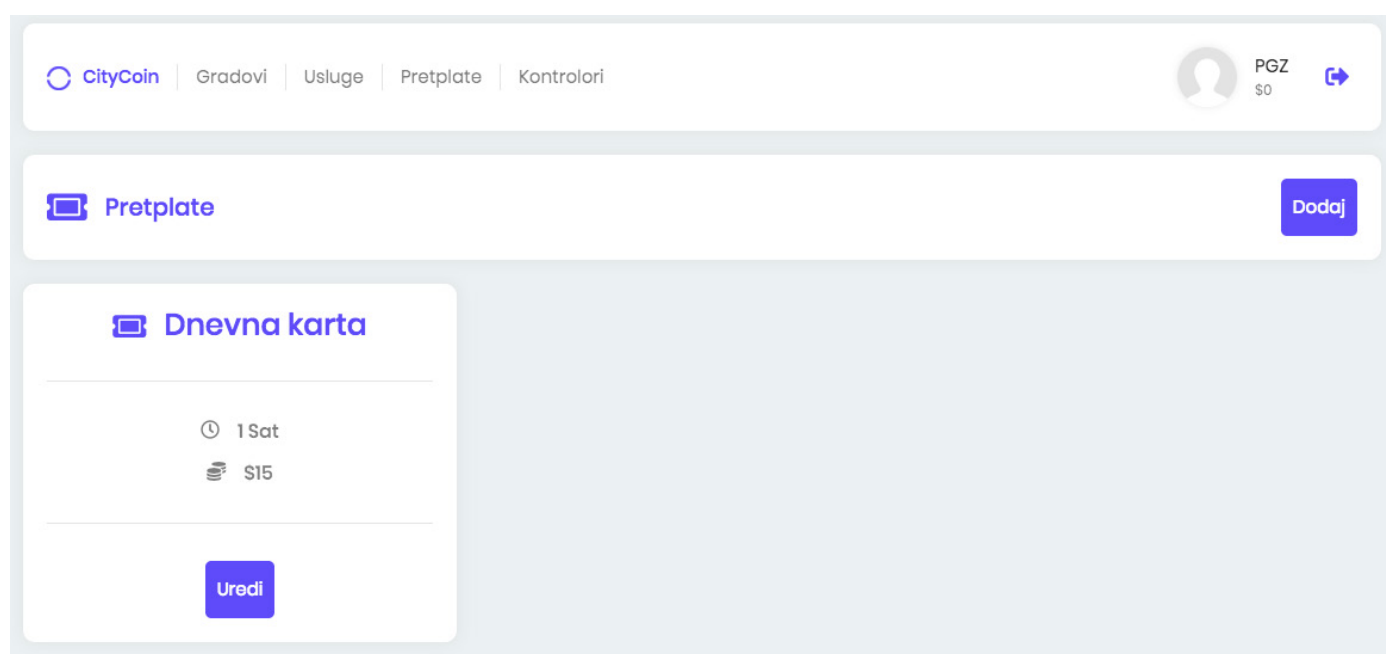 CityCoin Gradovi Usluge Pretplate Kontrolori
PGZ
$0
Pretplate
Dodaj
Dnevna karta
1 Sat
$15
Uredi